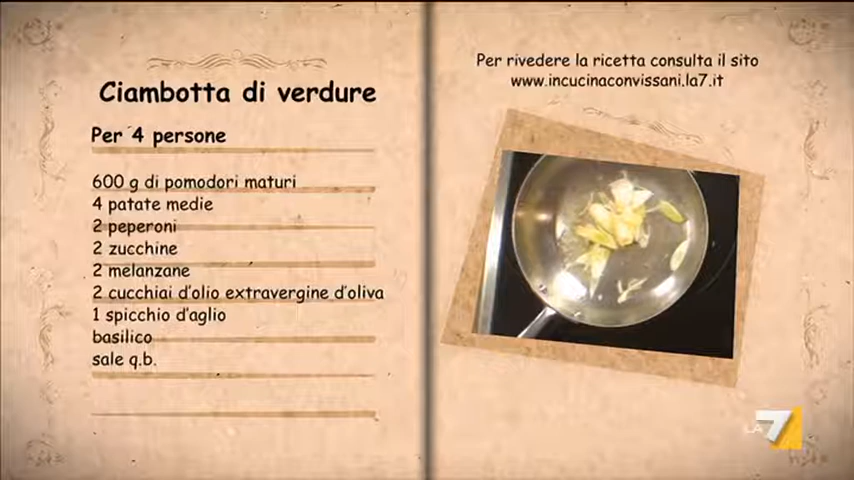 Ciambotta di verdure
Per 4 persone
600 g di pomodori maturi
4 patate medie
2 peperoni
2 zucchine
2 melanzane
2 cucchiai d'olio extravergine d'oliva
1 spicchio d'aglio
basilico
sale q.b.
Per rivedere la ricetta consulta il sito
www.incucinaconvissani.la7.it
LA7